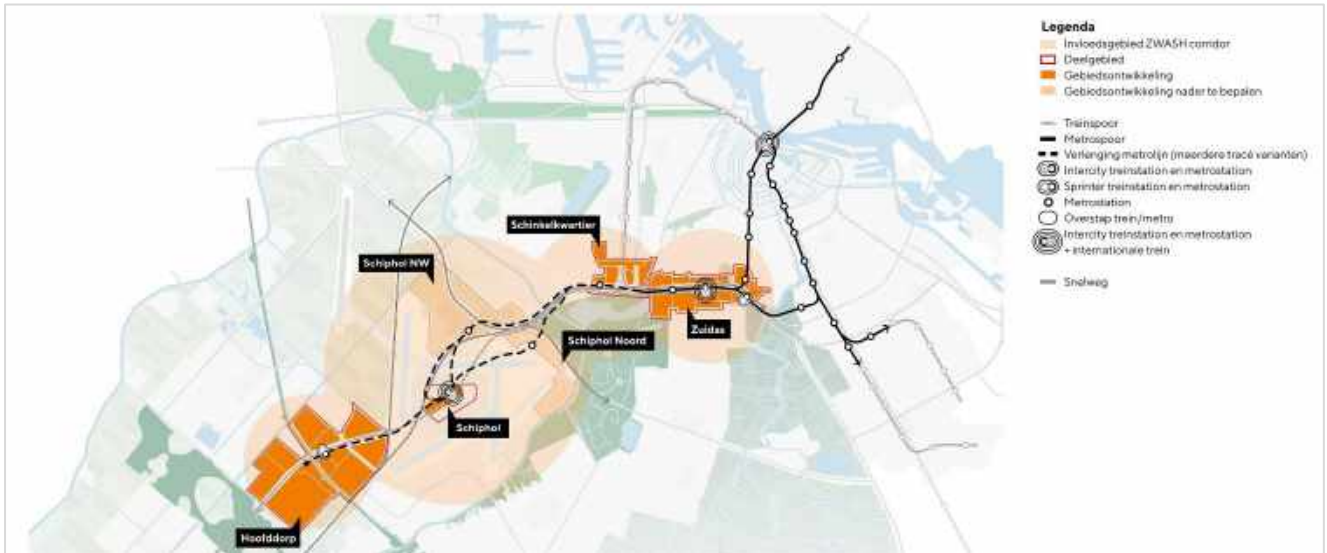 Legenda
Invloedsgebied ZWASH corridor
Deelgebied
Gebiedsontwikkeling
Gebiedsontwikkeling nader te bepalen
Treinspoor
Metrospoor
Verlenging metrolijn (meerdere tracé varianten)
Intercity treinstation en metrostation
Sprinter treinstation en metrostation
Metrostation
Overstap trein/metro
Intercity treinstation en metrostation
+ internationale trein
Snelweg
Schinkelkwartier
Schiphol NW
Zuidas
Schiphol Noord
Schiphol
Hoofddorp